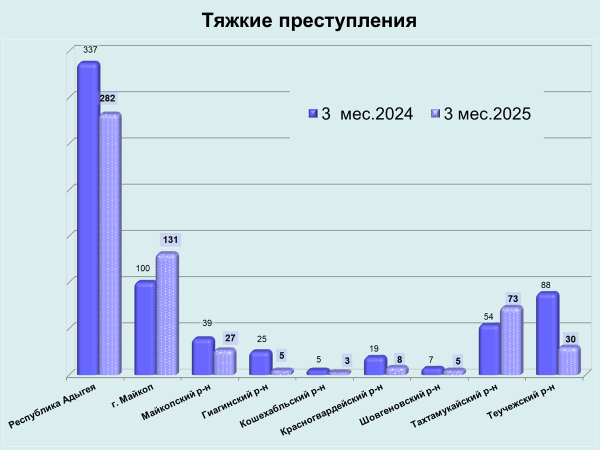 Тяжкие преступления
3 мес.2024 3 мес.2025
337 282
100 131
39 27
25 5
5 3
19 8
7 5
54 73
88 30
Республика Адыгея
г. Майкоп
Майкопский р-н
Гиагинский р-н
Кошехабльский р-н
Красногвардейский р-н
Шовгеновский р-н
Тахтамукайский р-н
Теучежский р-н